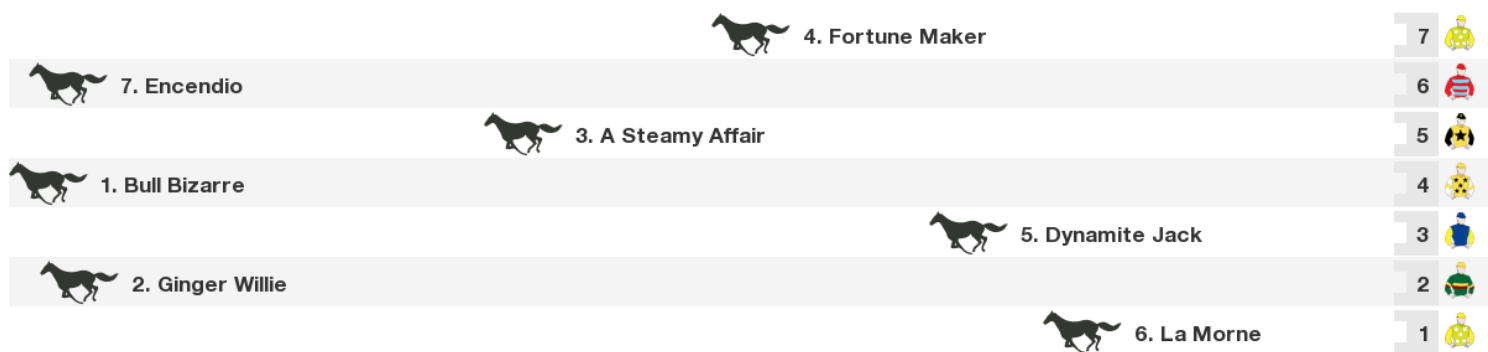 4. Fortune Maker 7
7. Encendio 6
3. A Steamy Affair 5
1. Bull Bizarre 4
5. Dynamite Jack 3
2. Ginger Willie 2
6. La Morne 1